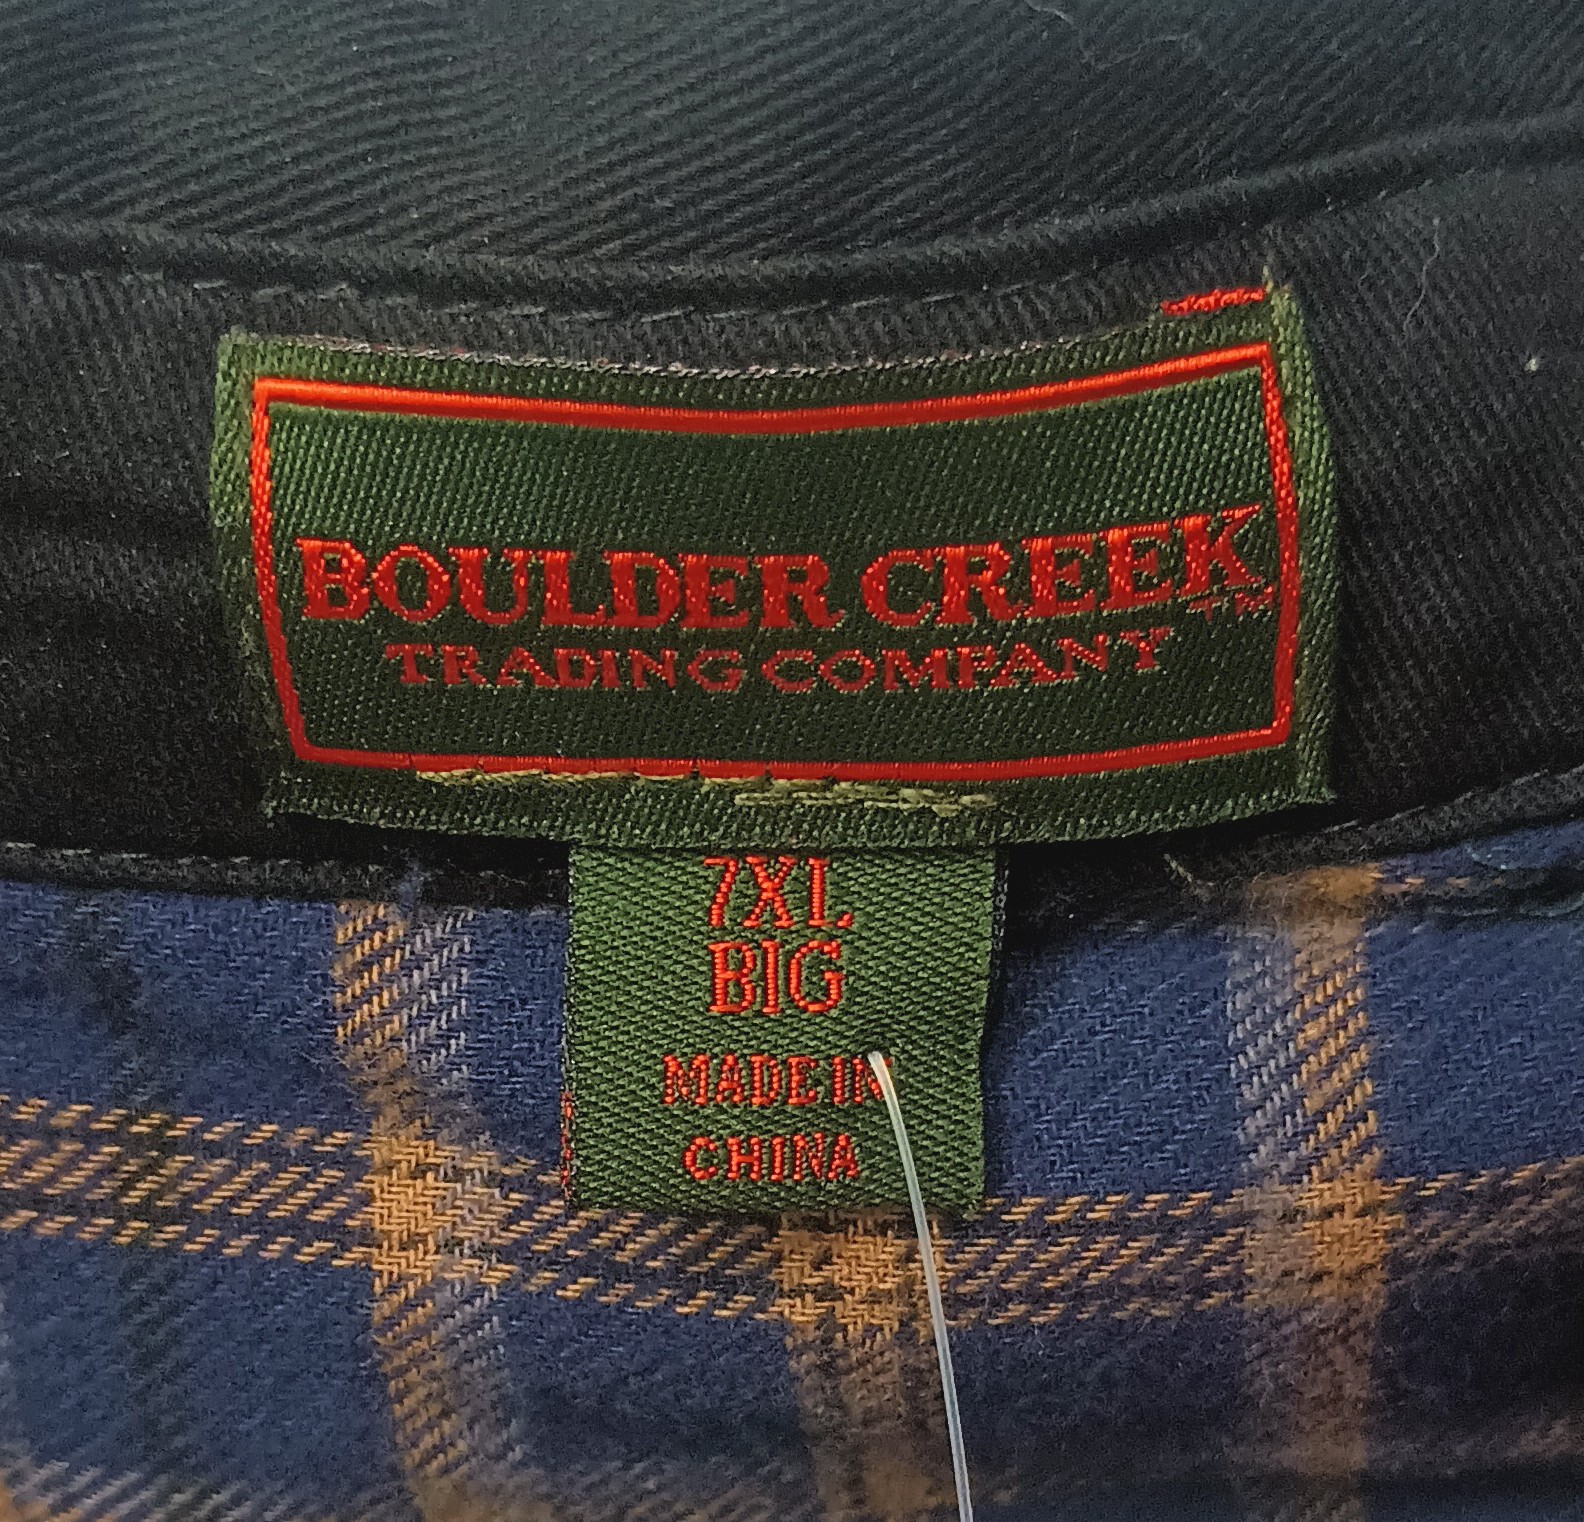 BOULDER CREEK
TM
TRADING COMPANY
7XL
BIG
MADE IN
CHINA